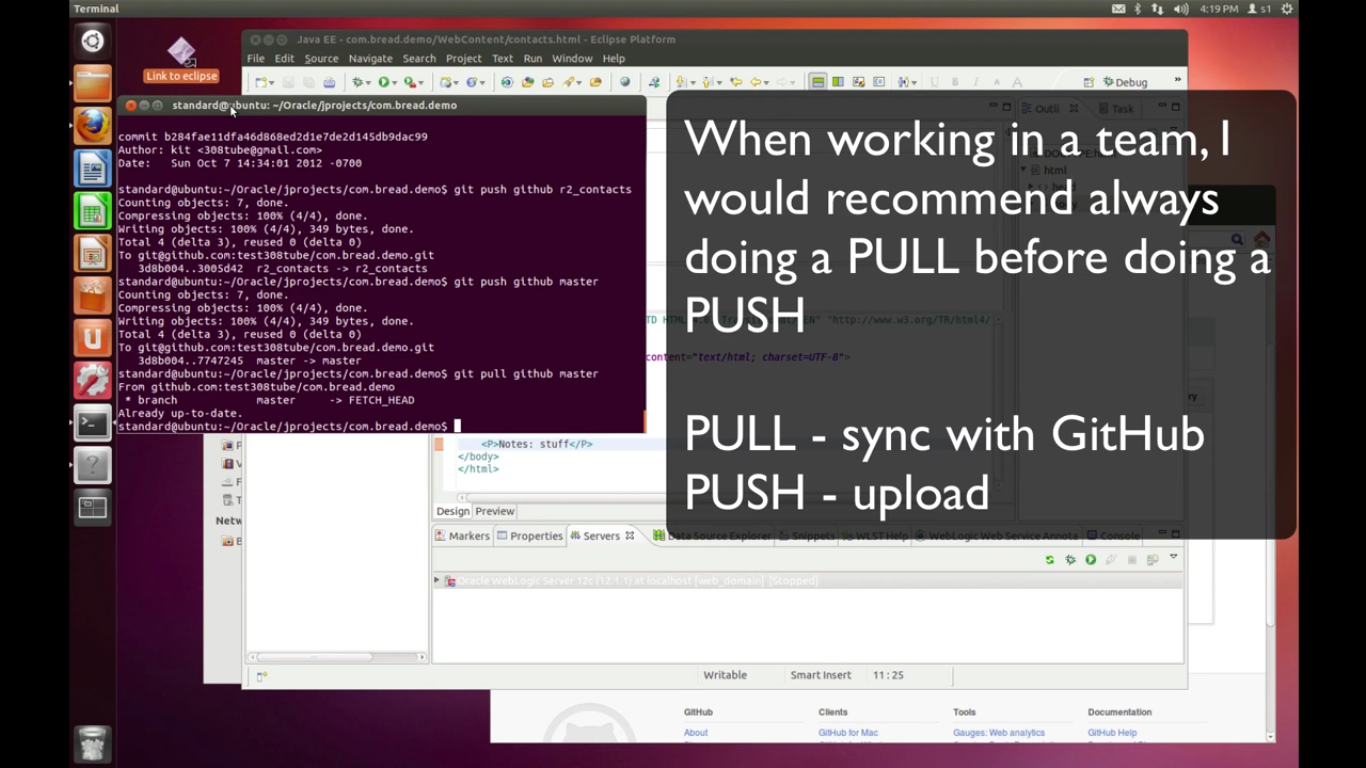 Terminal
4:19 PM
s1
Link to eclipse
Java EE - com.bread.demo/WebContent/contacts.html - Eclipse Platform
File Edit Source Navigate Search Project Text Run Window Help
Debug
standard@ubuntu: ~/Oracle/jprojects/com.bread.demo
Outli
Task
commit b284fae11dfa46d868ed2d1e7de2d145db9dac99
Author: kit <308tube@gmail.com>
Date:   Sun Oct 7 14:34:01 2012 -0700
standard@ubuntu:~/Oracle/jprojects/com.bread.demo$ git push github r2_contacts
Counting objects: 7, done.
Compressing objects: 100% (4/4), done.
Writing objects: 100% (4/4), 349 bytes, done.
Total 4 (delta 3), reused 0 (delta 0)
To git@github.com:test308tube/com.bread.demo.git
3d8b004..3005d42  r2_contacts -> r2_contacts
standard@ubuntu:~/Oracle/jprojects/com.bread.demo$ git push github master
Counting objects: 7, done.
Compressing objects: 100% (4/4), done.
Writing objects: 100% (4/4), 349 bytes, done.
Total 4 (delta 3), reused 0 (delta 0)
To git@github.com:test308tube/com.bread.demo.git
3d8b004..7747245  master -> master
standard@ubuntu:~/Oracle/jprojects/com.bread.demo$ git pull github master
From github.com:test308tube/com.bread.demo
* branch            master     -> FETCH_HEAD
Already up-to-date.
standard@ubuntu:~/Oracle/jprojects/com.bread.demo$
When working in a team, I
would recommend always
doing a PULL before doing a
PUSH
PULL - sync with GitHub
PUSH - upload
html
TD HTML 4.01 Transitional//EN" "http://www.w3.org/TR/html4/
content="text/html; charset=UTF-8">
<P>Notes: stuff</P>
</body>
</html>
Netw
Design Preview
Markers Properties Servers Data Source Explorer Snippets WLST Help WebLogic Web Service Annota Console
Oracle WebLogic Server 12c (12.1.1) at localhost [web_domain] [Stopped]
Writable Smart Insert 11 : 25
GitHub Clients Tools Documentation
About GitHub for Mac Gauges: Web analytics GitHub Help